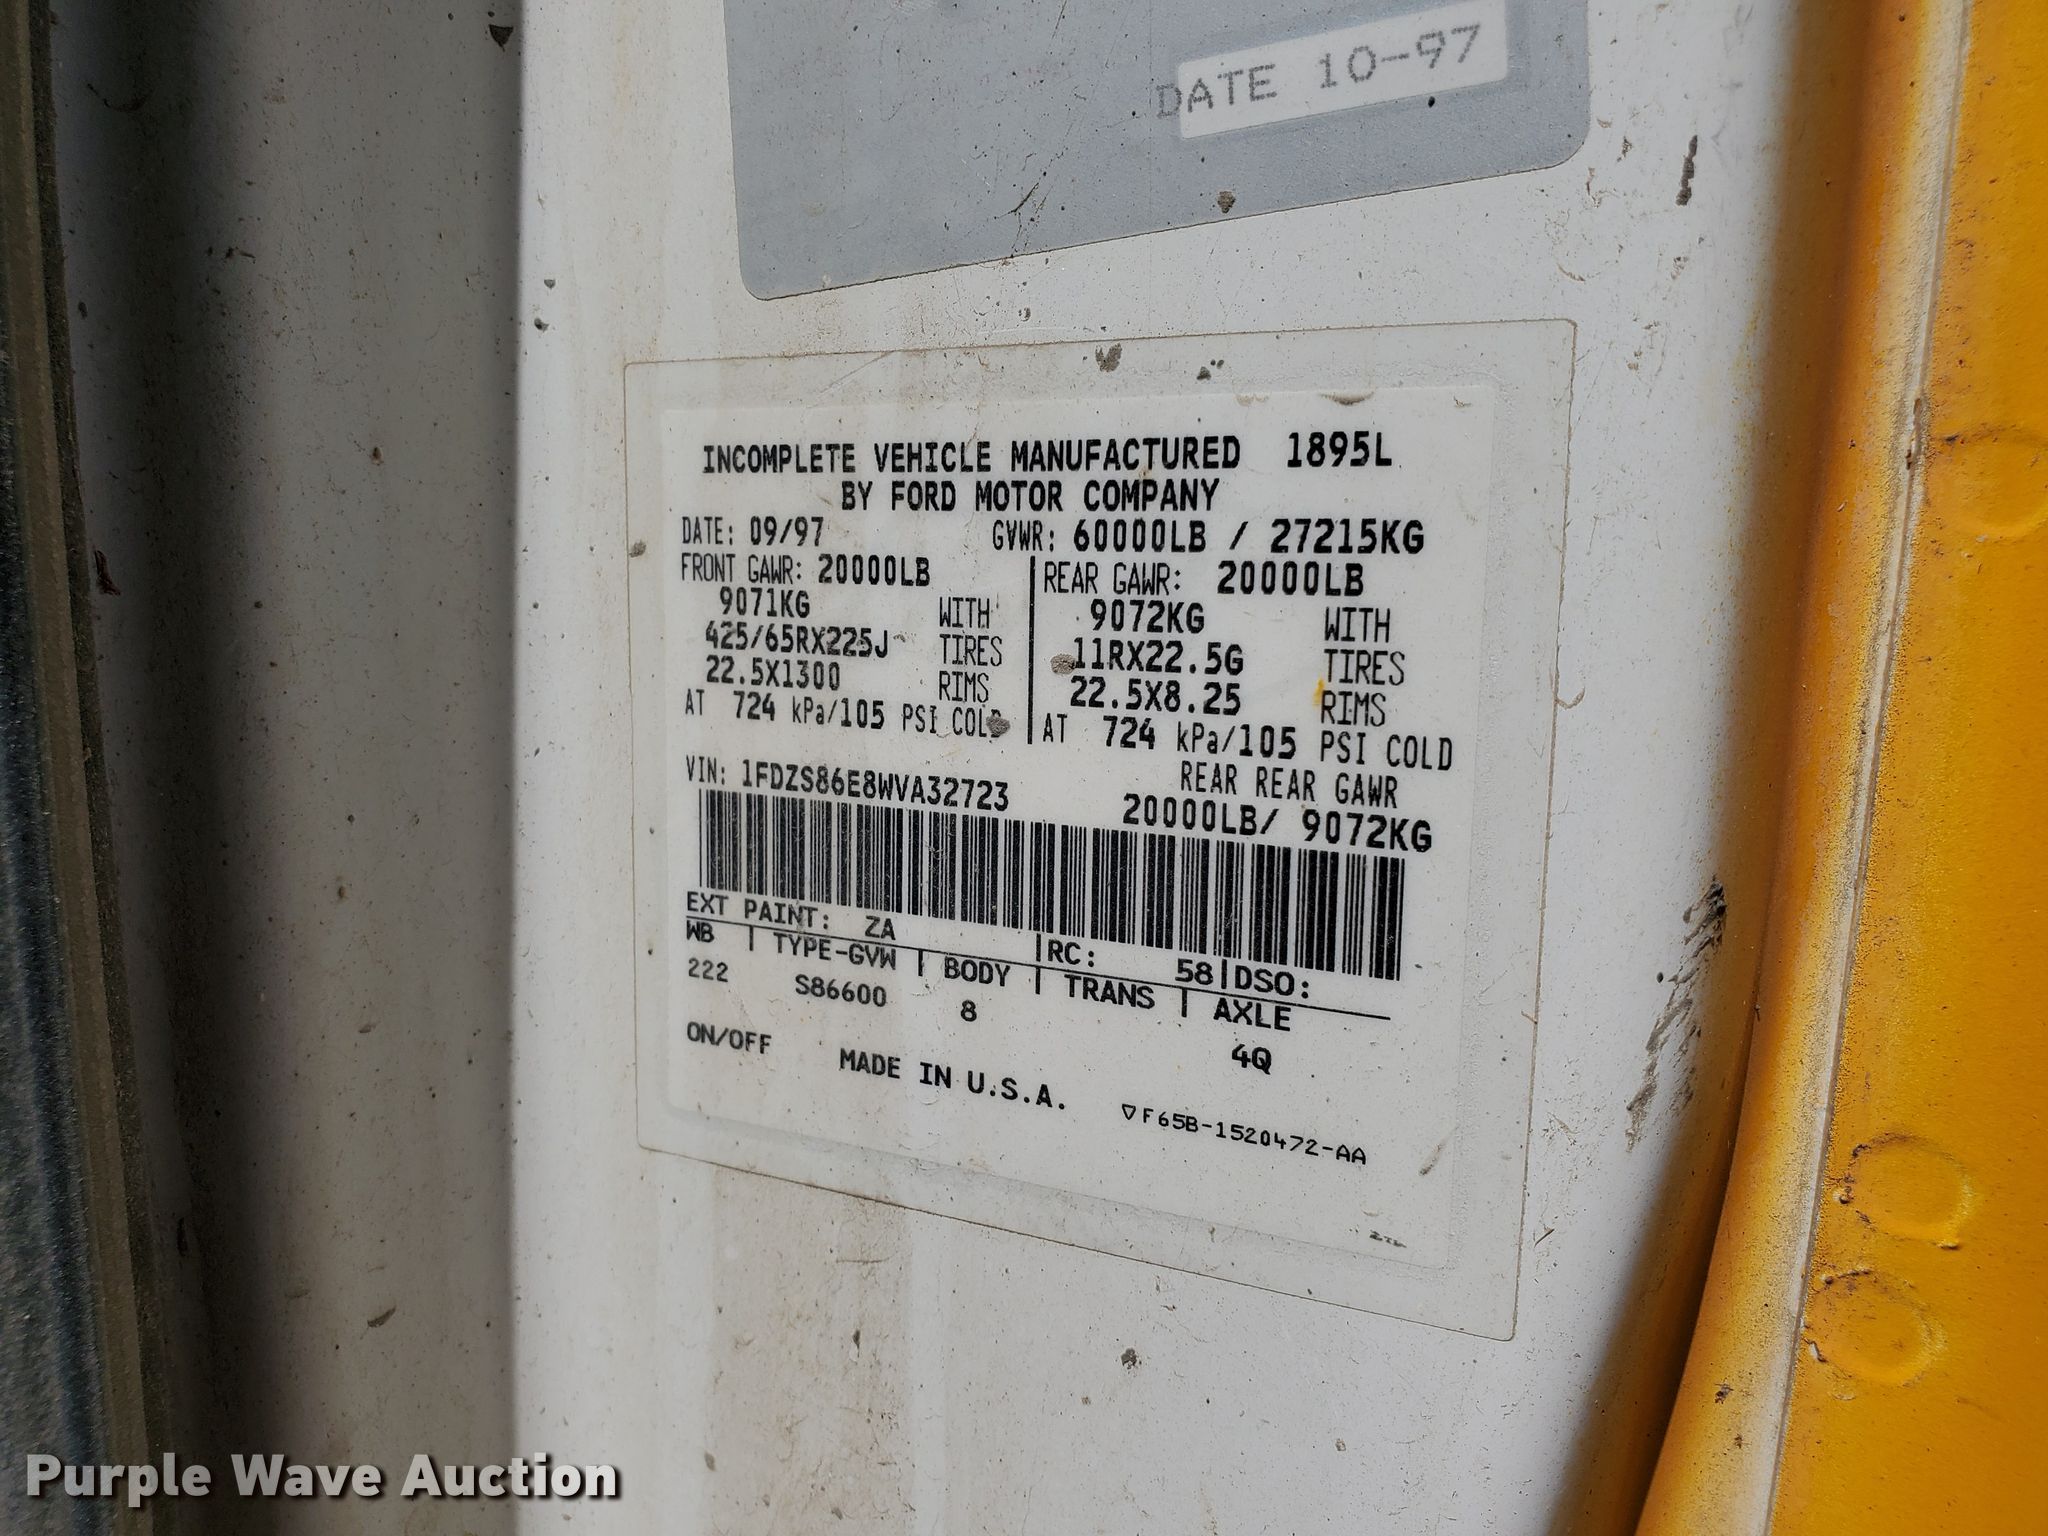 DATE 10-97
INCOMPLETE VEHICLE MANUFACTURED 1895L
BY FORD MOTOR COMPANY
DATE: 09/97 GVWR: 60000LB / 27215KG
FRONT GAWR: 20000LB REAR GAWR: 20000LB
9071KG WITH 9072KG WITH
425/65RX225J TIRES 11RX22.5G TIRES
22.5X1300 RIMS 22.5X8.25 RIMS
AT 724 kPa/105 PSI COLD AT 724 kPa/105 PSI COLD
VIN: 1FDZS86E8WVA32723 REAR REAR GAWR
20000LB/ 9072KG
EXT PAINT: ZA RC: 58 DSO:
WB TYPE-GVW BODY TRANS AXLE
222 S86600 8 4Q
ON/OFF MADE IN U.S.A.
▽F65B-1520472-AA
Purple Wave Auction